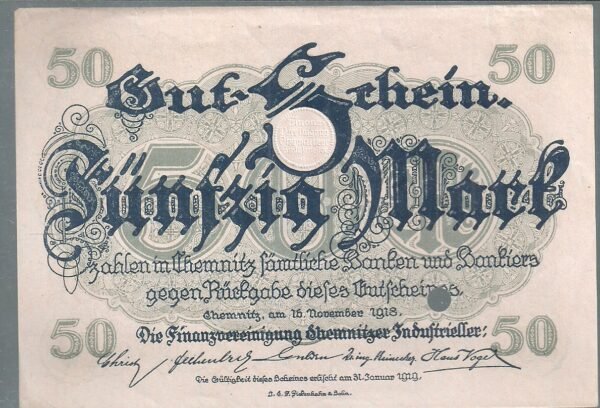 50 50
Gut-Schein.
Fünfzig Mark
50 M
zahlen in Chemnitz sämtliche Banken und Bankiers
gegen Rückgabe dieses Gutscheines.
Chemnitz, am 16. November 1918.
Die Finanzvereinigung Chemnitzer Industrieller:
Hans Vogel
50 50
Die Gültigkeit dieses Scheines erlischt am 31. Januar 1919.